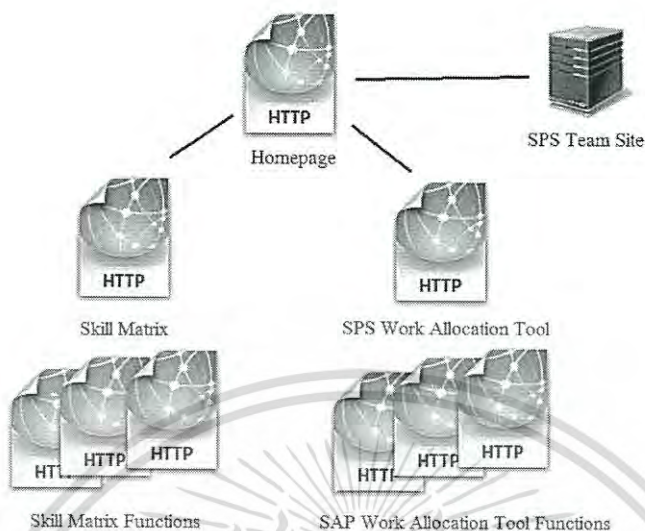 HTTP
Homepage
SPS Team Site
HTTP
HTTP
Skill Matrix
SPS Work Allocation Tool
HTTP
HTTP
HTTP
HTTP
HTTP
Skill Matrix Functions
SAP Work Allocation Tool Functions